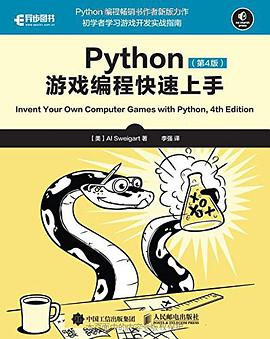 异步图书
Python 编程畅销书作者新版力作
初学者学习游戏开发实战指南
Python (第4版)
游戏编程快速上手
Invent Your Own Computer Games with Python, 4th Edition
[美] Al Sweigart 著
李强 译
中国工信出版集团
人民邮电出版社
POSTS & TELECOM PRESS